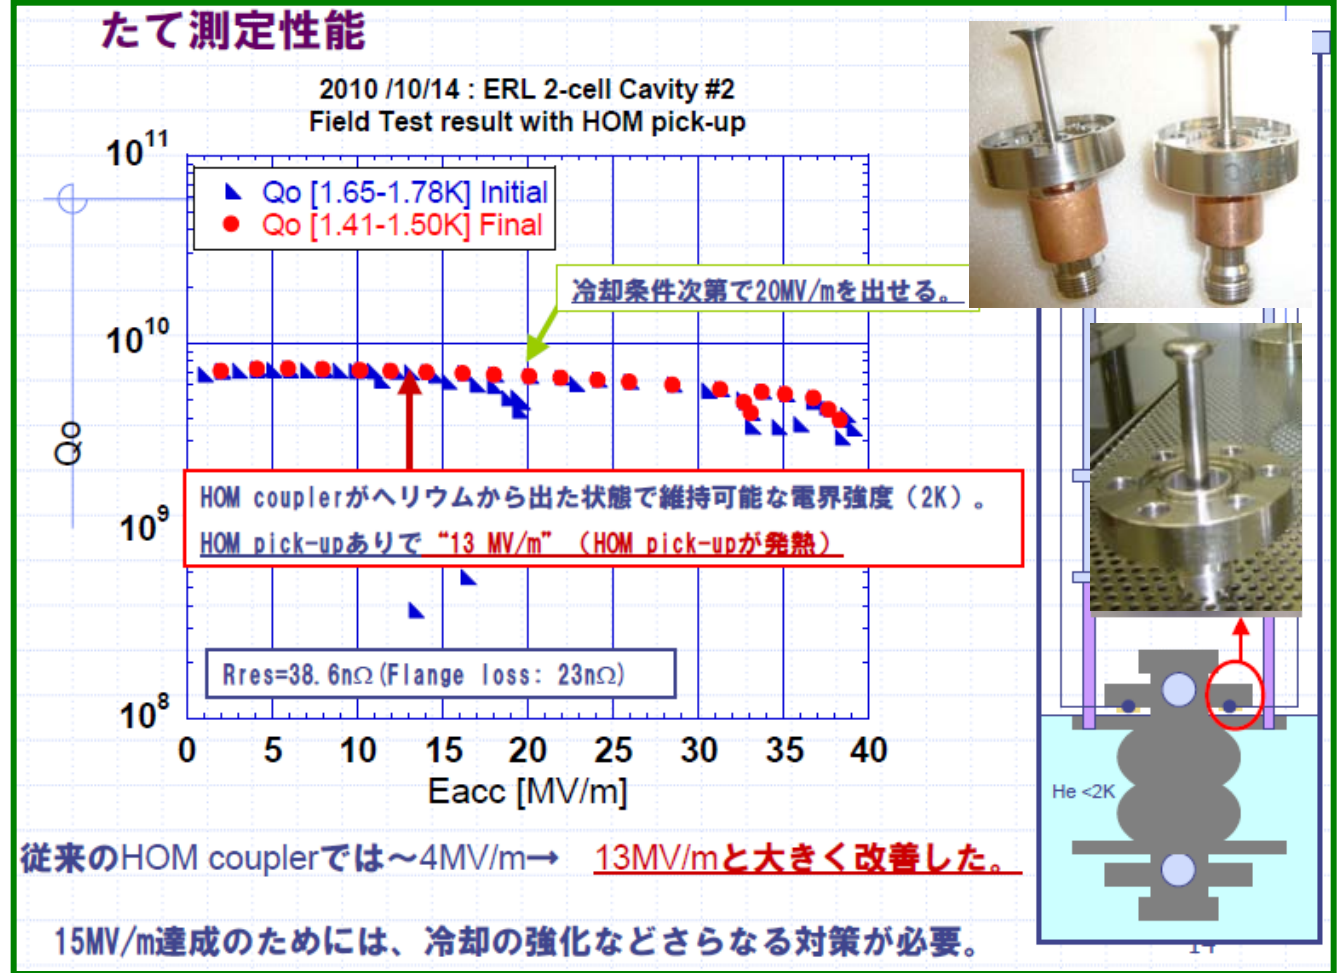 たて測定性能
2010 /10/14 : ERL 2-cell Cavity #2
Field Test result with HOM pick-up
10¹¹
Qo [1.65-1.78K] Initial
Qo [1.41-1.50K] Final
冷却条件次第で20MV/mを出せる。
10¹⁰
Qo
HOM couplerがヘリウムから出た状態で維持可能な電界強度（2K）。
HOM pick-upありで“13 MV/m”（HOM pick-upが発熱）
10⁹
Rres=38.6nΩ(Flange loss: 23nΩ)
10⁸
0 5 10 15 20 25 30 35 40
Eacc [MV/m]
He <2K
従来のHOM couplerでは～4MV/m→ 13MV/mと大きく改善した。
15MV/m達成のためには、冷却の強化などさらなる対策が必要。